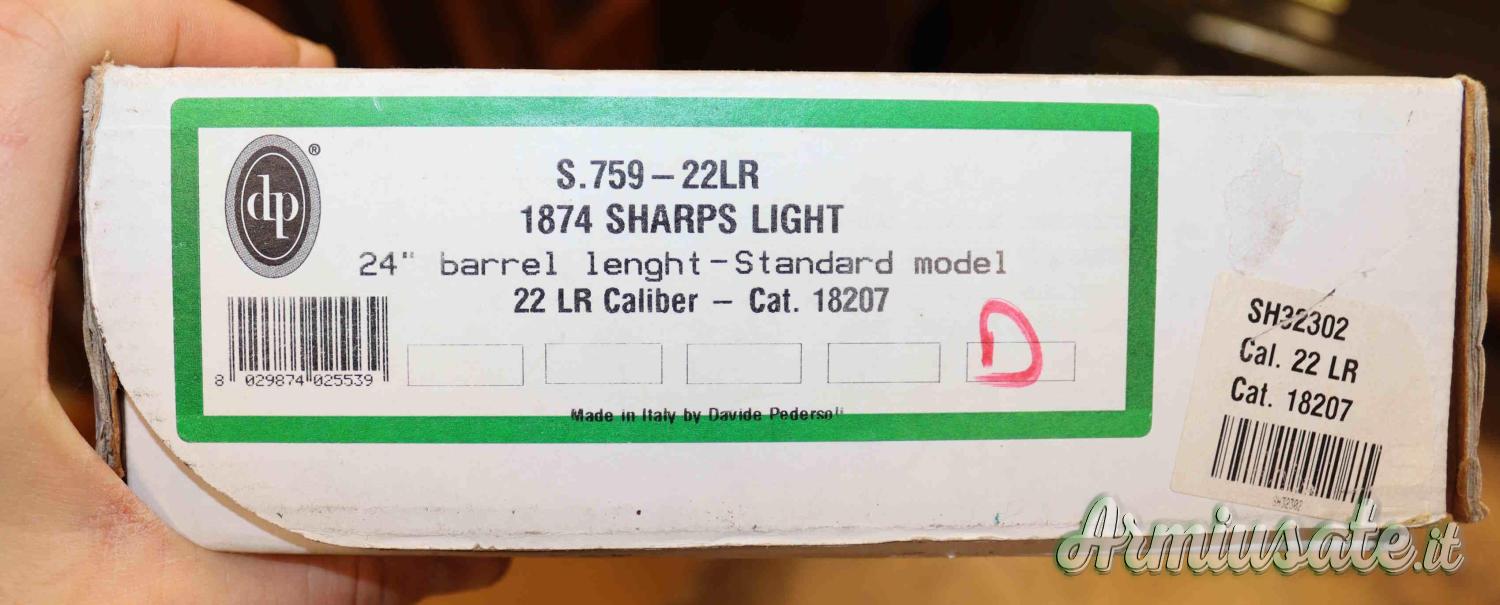 dp
®
S.759 – 22LR
1874 SHARPS LIGHT
24" barrel lenght-Standard model
22 LR Caliber – Cat. 18207
8 029874 025539
D
Made in Italy by Davide Pedersoli
SH32302
Cal. 22 LR
Cat. 18207
SH32302
Armiusate.it